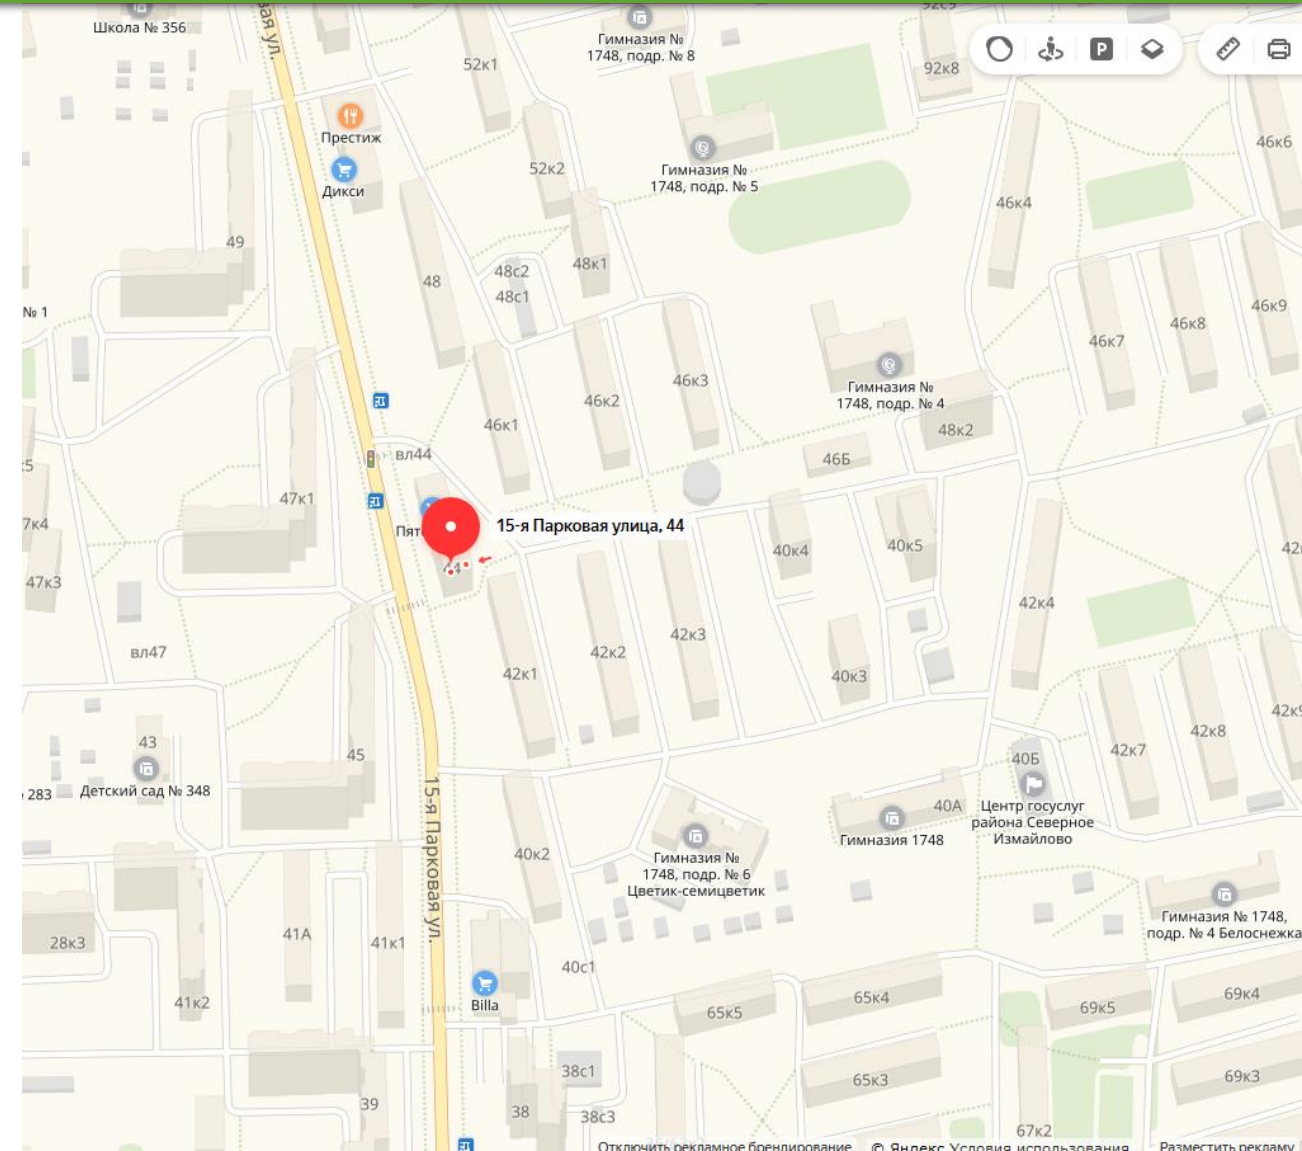 Школа № 356
Гимназия №
1748, подр. № 8
92к8
52к1
46к6
Престиж
Дикси
52к2
Гимназия №
1748, подр. № 5
46к4
49
48
48с2
48к1
48с1
№ 1
46к9
46к8
46к7
46к3
46к2
46к1
Гимназия №
1748, подр. № 4
48к2
вл44
46Б
47к1
15-я Парковая улица, 44
44
40к4
40к5
47к3
42к4
42к3
42к2
42к1
вл47
40к3
42к8
42к7
43
45
40Б
283
Детский сад № 348
15-я Парковая ул.
40А
Центр госуслуг
района Северное
Измайлово
Гимназия 1748
40к2
Гимназия №
1748, подр. № 6
Цветик-семицветик
Гимназия № 1748,
подр. № 4 Белоснежка
28к3
41А
41к1
40с1
41к2
Billa
65к5
65к4
69к5
69к4
38с1
65к3
69к3
39
38
38с3
67к2
Отключить рекламное брендирование
© Яндекс Условия использования
Разместить рекламу